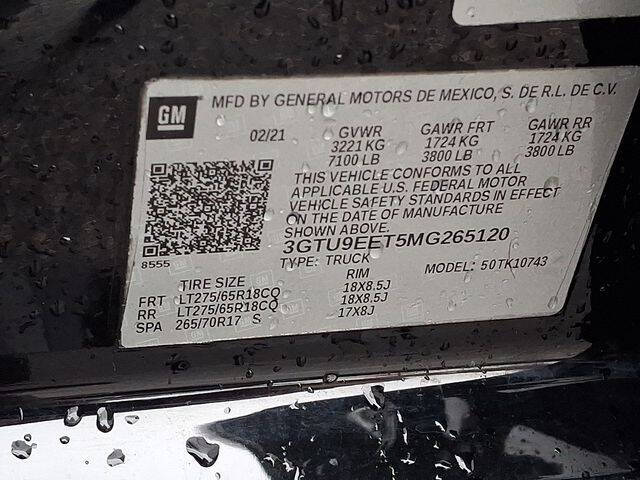 GM MFD BY GENERAL MOTORS DE MEXICO, S. DE R.L. DE C.V.
02/21 GVWR GAWR FRT GAWR RR
3221 KG 1724 KG 1724 KG
7100 LB 3800 LB 3800 LB
THIS VEHICLE CONFORMS TO ALL
APPLICABLE U.S. FEDERAL MOTOR
VEHICLE SAFETY STANDARDS IN EFFECT
ON THE DATE OF MANUFACTURE
SHOWN ABOVE.
3GTU9EET5MG265120
8555 TYPE: TRUCK MODEL: 50TK10743
TIRE SIZE RIM
FRT LT275/65R18CQ 18X8.5J
RR LT275/65R18CQ 18X8.5J
SPA 265/70R17 S 17X8J